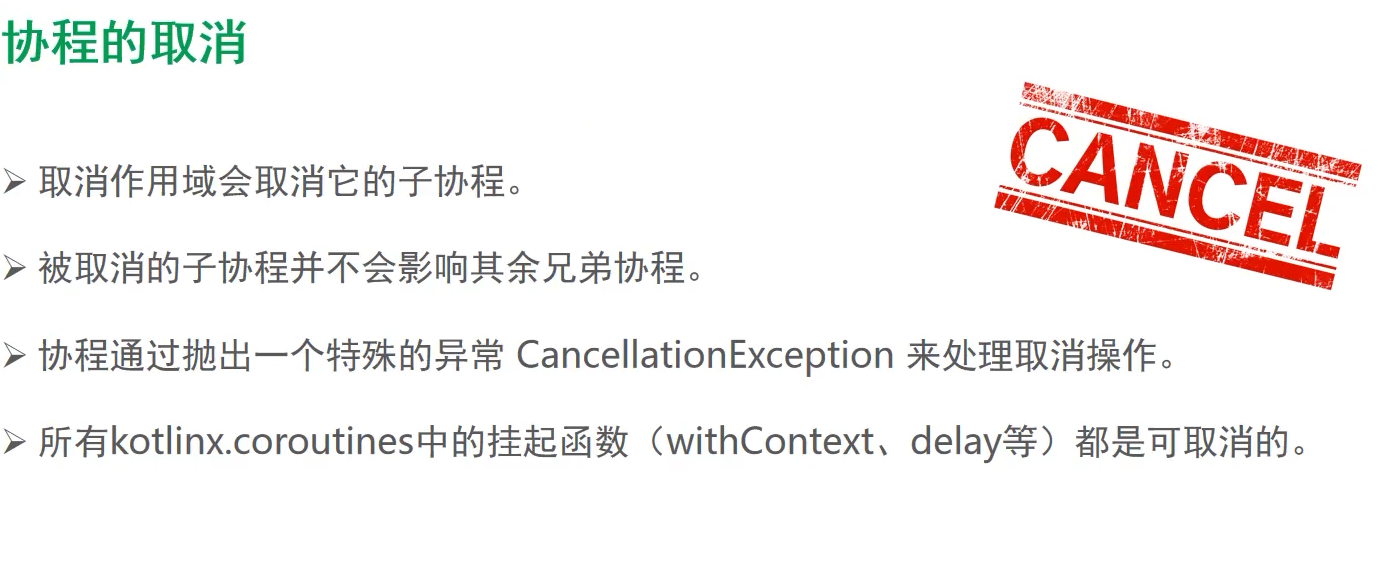 协程的取消
CANCEL
➢ 取消作用域会取消它的子协程。
➢ 被取消的子协程并不会影响其余兄弟协程。
➢ 协程通过抛出一个特殊的异常 CancellationException 来处理取消操作。
➢ 所有kotlinx.coroutines中的挂起函数（withContext、delay等）都是可取消的。